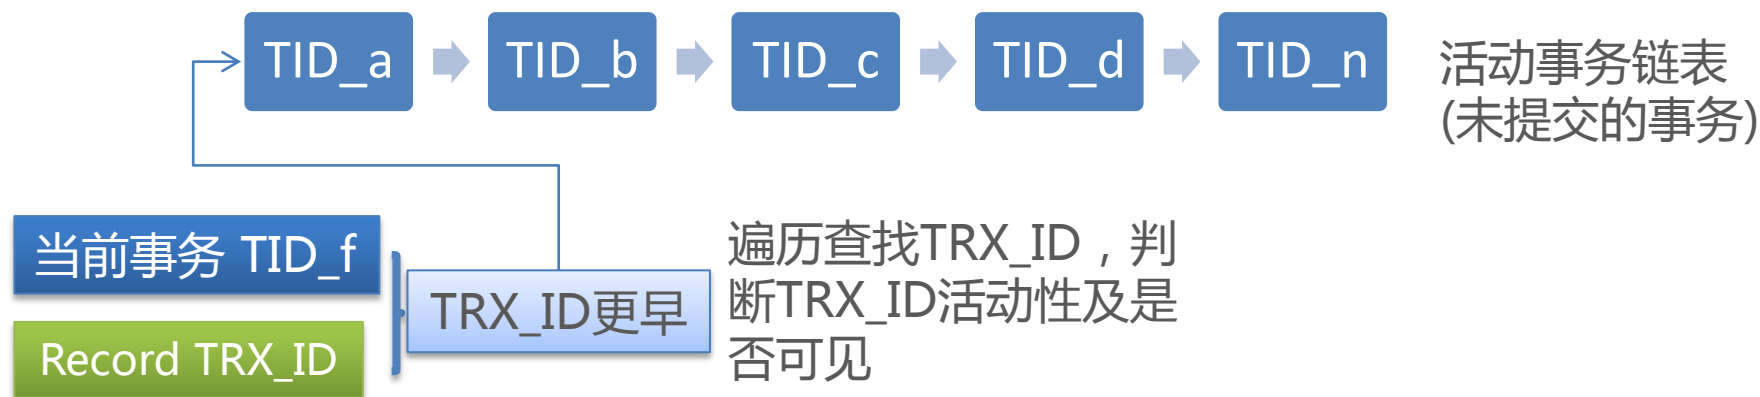 TID_a
TID_b
TID_c
TID_d
TID_n
活动事务链表
(未提交的事务)
当前事务 TID_f
Record TRX_ID
TRX_ID更早
遍历查找TRX_ID，判
断TRX_ID活动性及是
否可见